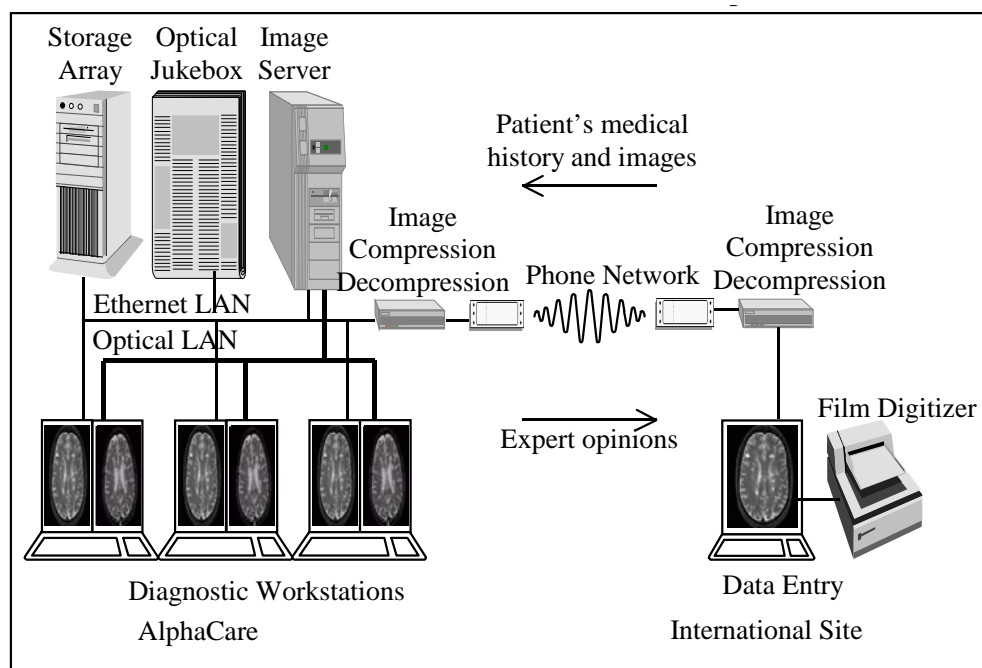 Storage
Array
Optical
Jukebox
Image
Server
Patient’s medical
history and images
Image
Compression
Decompression
Phone Network
Image
Compression
Decompression
Ethernet LAN
Optical LAN
Expert opinions
Film Digitizer
Diagnostic Workstations
AlphaCare
Data Entry
International Site